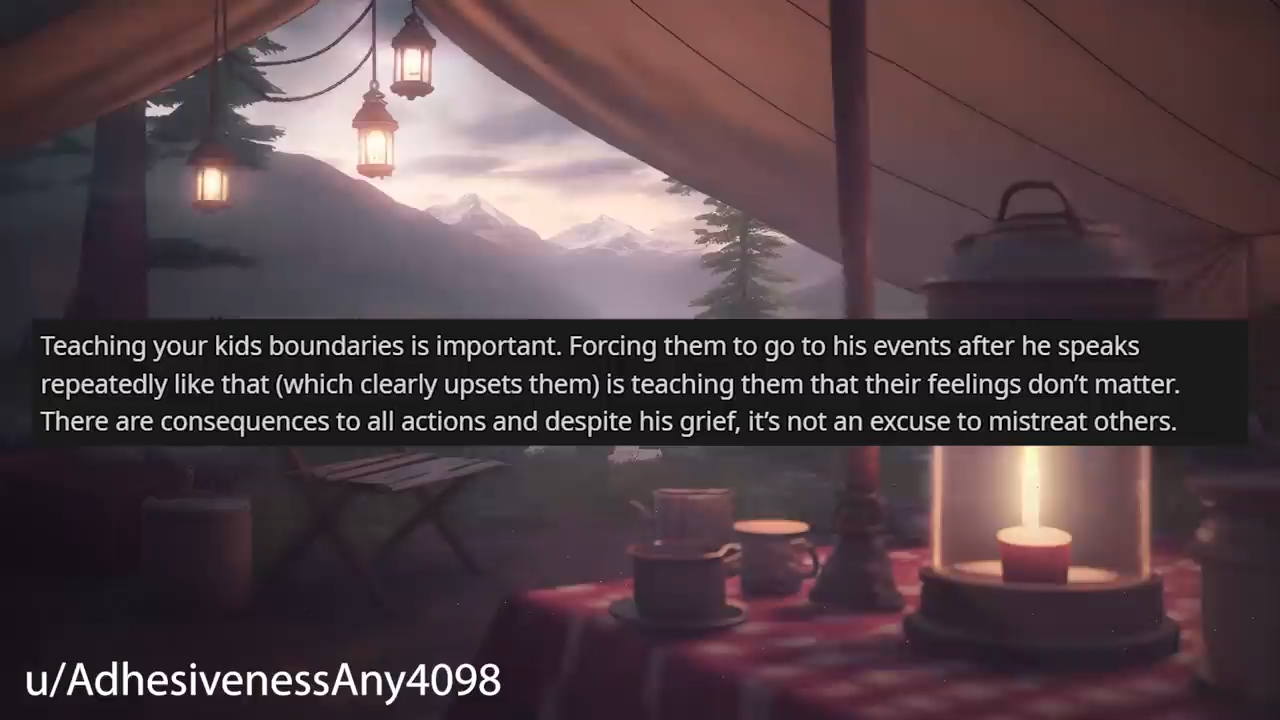 Teaching your kids boundaries is important. Forcing them to go to his events after he speaks
repeatedly like that (which clearly upsets them) is teaching them that their feelings don’t matter.
There are consequences to all actions and despite his grief, it’s not an excuse to mistreat others.
u/AdhesivenessAny4098